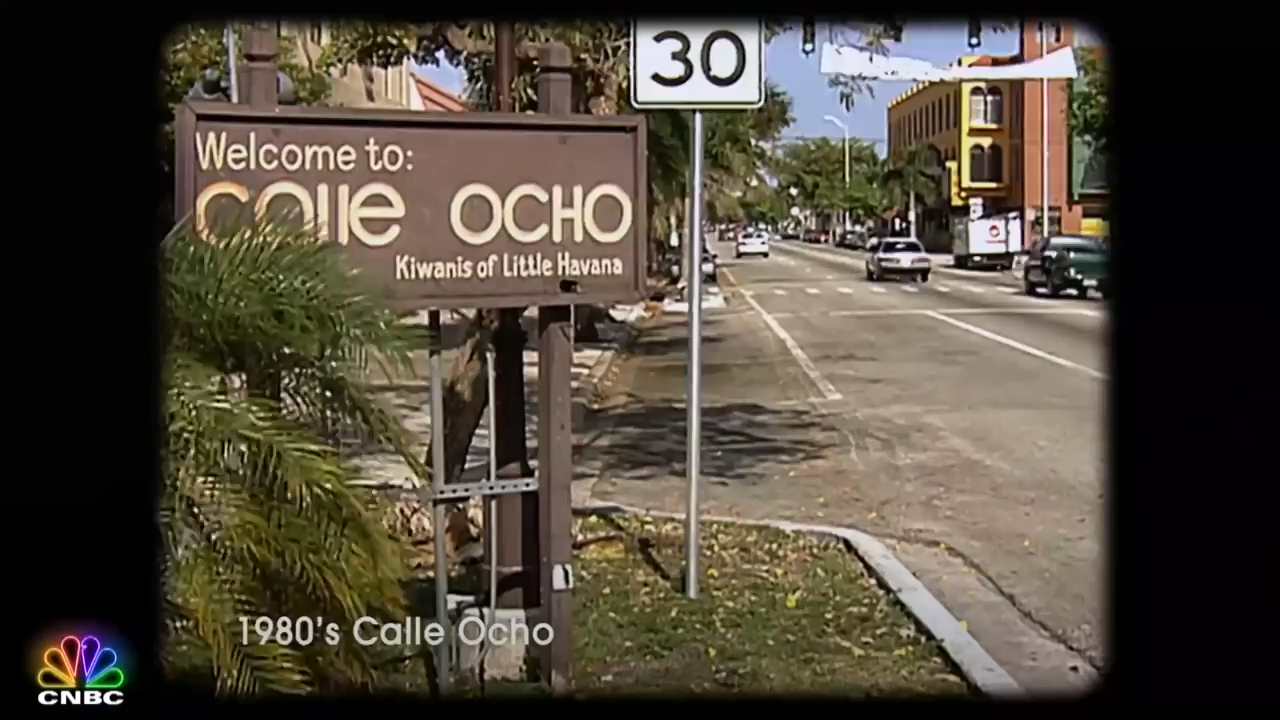 30
Welcome to:
Calle OCHO
Kiwanis of Little Havana
1980's Calle Ocho
CNBC